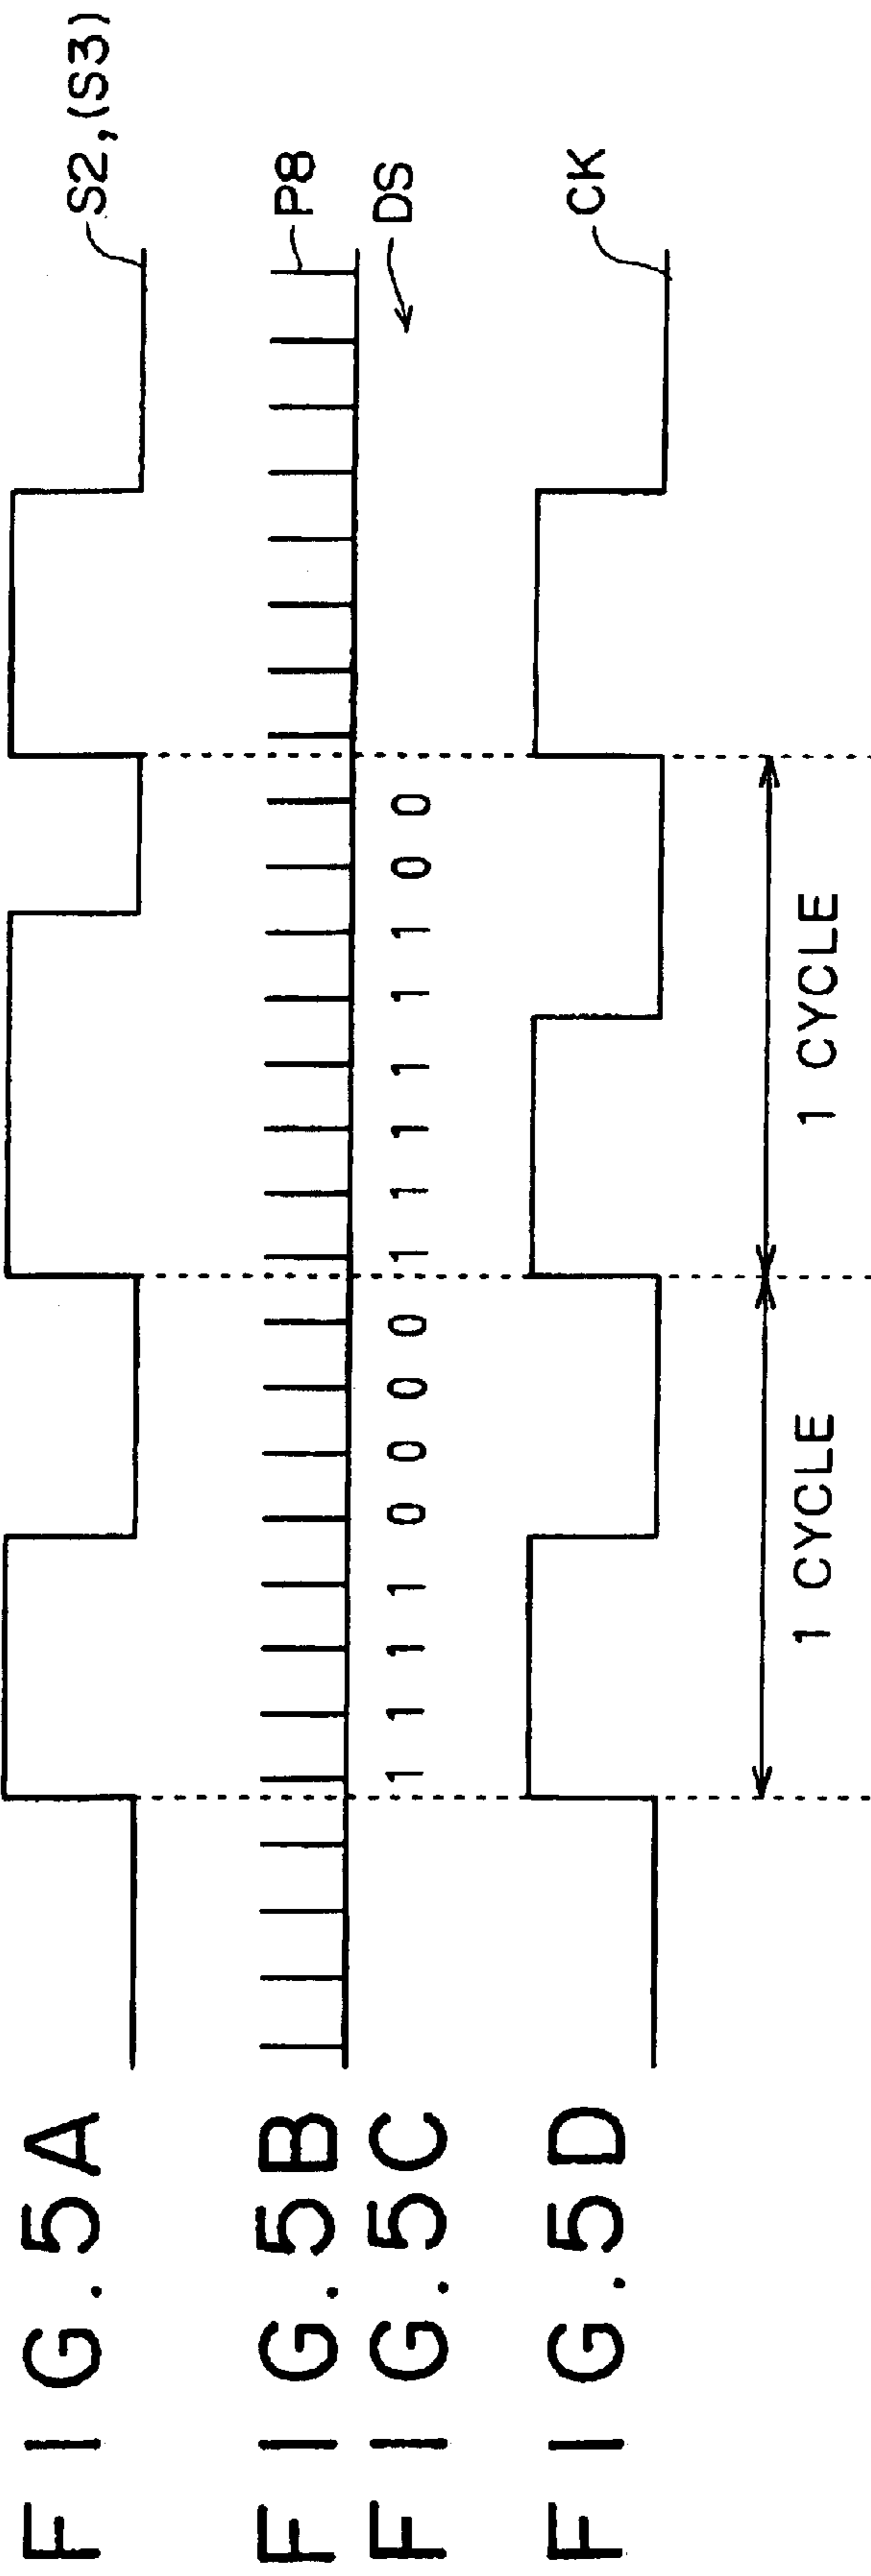 FIG.5A
S2,(S3)
FIG.5B
P8
FIG.5C
1 1 1 1 0 0 0 0 1 1 1 1 1 1 0 0
DS
FIG.5D
CK
1 CYCLE
1 CYCLE